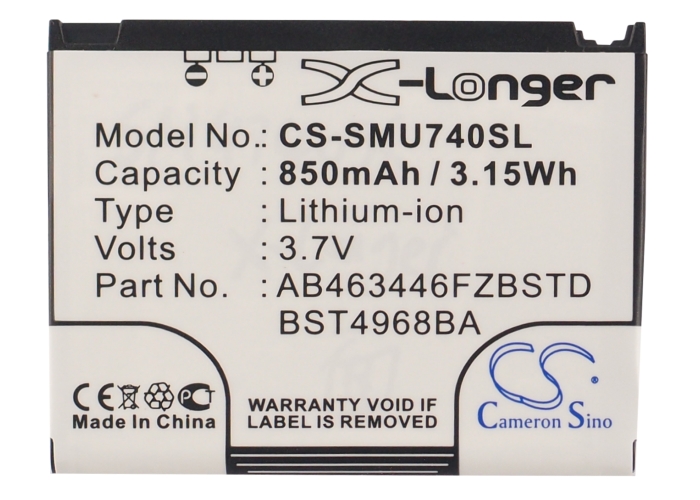 X-Longer
Model No.: CS-SMU740SL
Capacity : 850mAh / 3.15Wh
Type : Lithium-ion
Volts : 3.7V
Part No. : AB463446FZBSTD
BST4968BA
CE PCT
Made In China
WARRANTY VOID IF
LABEL IS REMOVED
CS
Cameron Sino